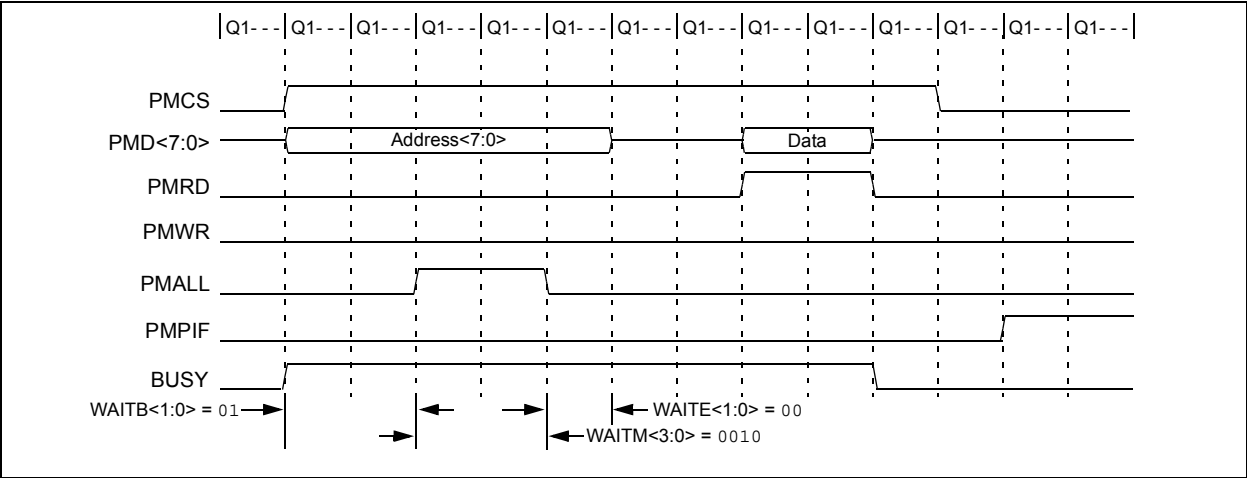 Q1- - - Q1- - - Q1- - - Q1- - - Q1- - - Q1- - - Q1- - - Q1- - - Q1- - - Q1- - - Q1- - - Q1- - - Q1- - - Q1- - -
PMCS
PMD<7:0> Address<7:0> Data
PMRD
PMWR
PMALL
PMPIF
BUSY
WAITB<1:0> = 01 WAITE<1:0> = 00
WAITM<3:0> = 0010